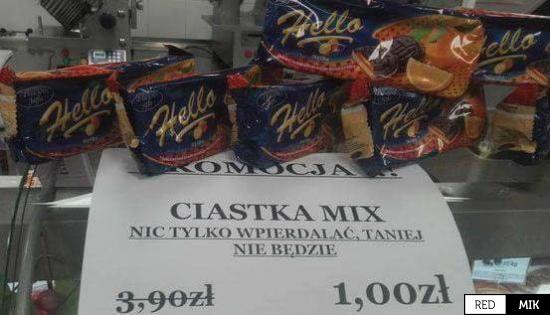 Hello
Hello
Hello
Hello
Hello
Hello
CIASTKA MIX
NIC TYLKO WPIERDALAĆ, TANIEJ
NIE BĘDZIE
3,90zł
1,00zł
RED MIK